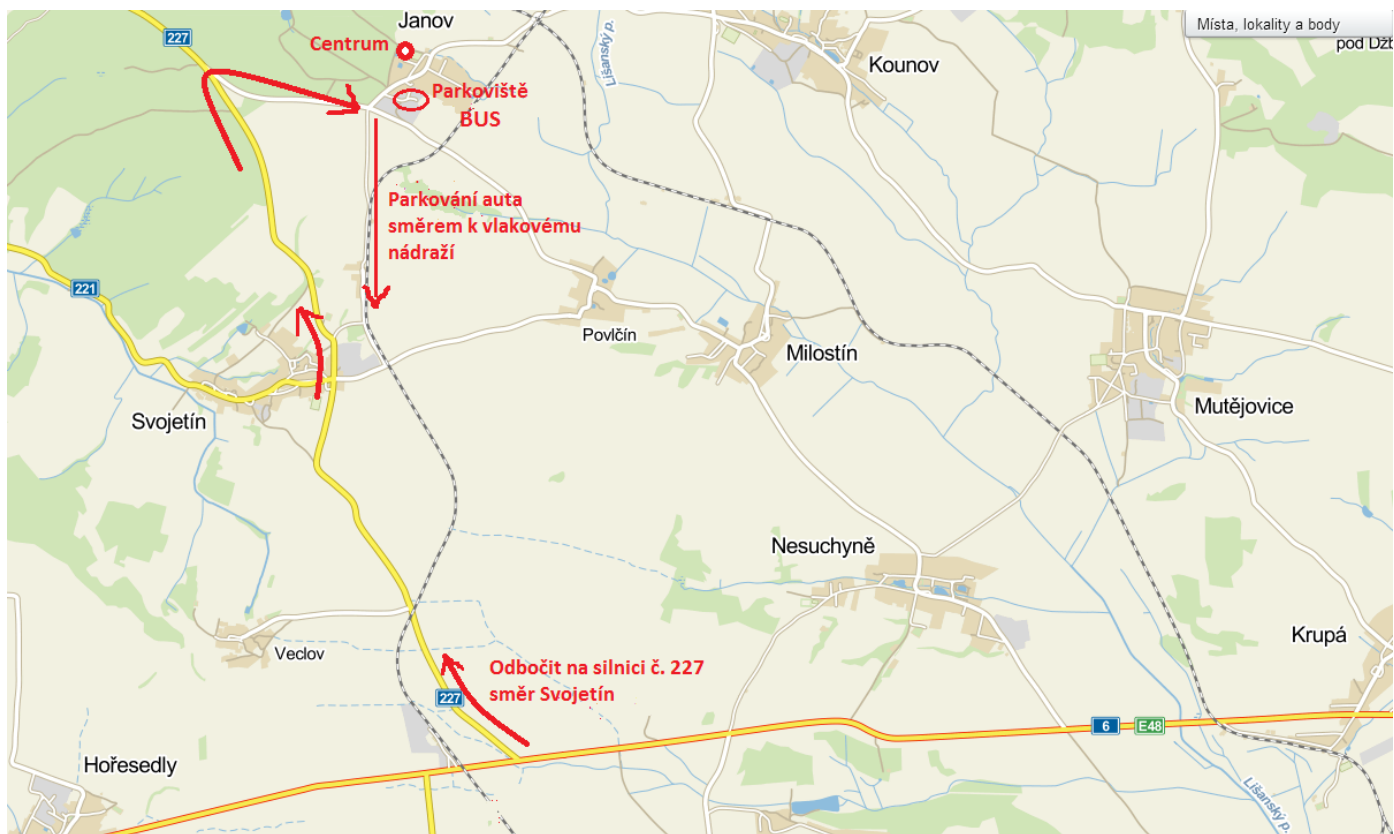 Janov
Místa, lokality a body
227
Centrum
pod Džb
Lišanský p.
Kounov
Parkoviště
BUS
Parkování auta
směrem k vlakovému
nádraží
221
Povlčín
Milostín
Svojetín
Mutějovice
Nesuchyně
Veclov
Krupá
Odbočit na silnici č. 227
směr Svojetín
227
6
E48
Hořesedly
Lišanský p.